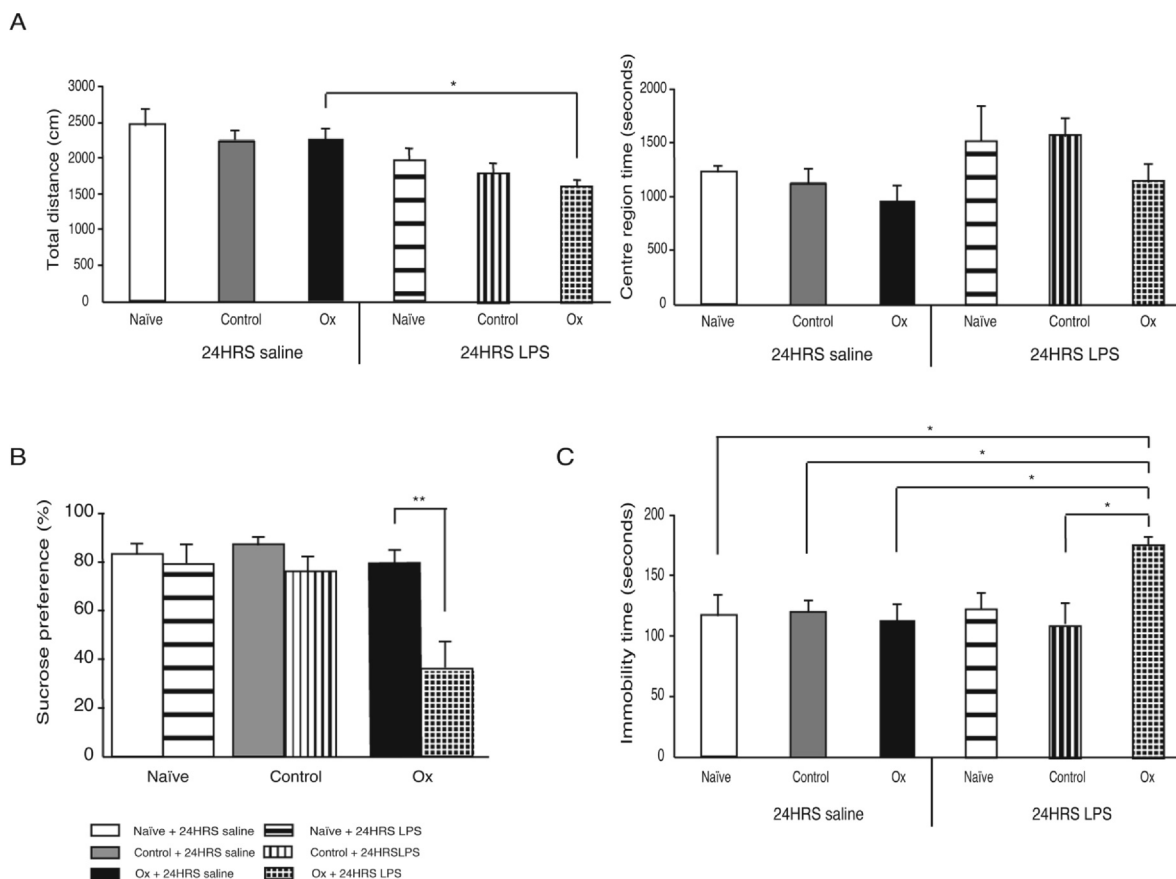 A
Total distance (cm)
3000
2500
2000
1500
1000
500
0
*
Naïve Control Ox Naïve Control Ox
24HRS saline 24HRS LPS
Centre region time (seconds)
2000
1500
1000
500
0
Naïve Control Ox Naïve Control Ox
24HRS saline 24HRS LPS
B
Sucrose preference (%)
100
80
60
40
20
0
**
Naïve Control Ox
Naïve + 24HRS saline Naïve + 24HRS LPS
Control + 24HRS saline Control + 24HRSLPS
Ox + 24HRS saline Ox + 24HRS LPS
C
Immobility time (seconds)
200
150
100
50
0
*
*
*
*
Naïve Control Ox Naïve Control Ox
24HRS saline 24HRS LPS